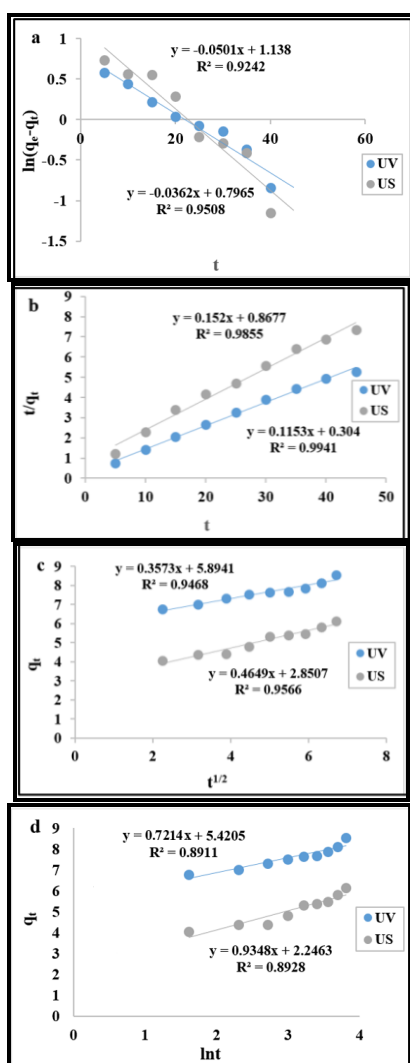 a
y = -0.0501x + 1.138
R² = 0.9242
1
0.5
0
-0.5
-1
-1.5
0 20 40 60
ln(qe-qt)
UV
US
y = -0.0362x + 0.7965
R² = 0.9508
t
b
9
8
7
6
5
4
3
2
1
0
y = 0.152x + 0.8677
R² = 0.9855
t/qt
UV
US
y = 0.1153x + 0.304
R² = 0.9941
0 10 20 30 40 50
t
c
9
8
7
6
5
4
3
2
1
0
y = 0.3573x + 5.8941
R² = 0.9468
qt
UV
US
y = 0.4649x + 2.8507
R² = 0.9566
0 2 4 6 8
t1/2
d
9
8
7
6
5
4
3
2
1
0
y = 0.7214x + 5.4205
R² = 0.8911
qt
UV
US
y = 0.9348x + 2.2463
R² = 0.8928
0 1 2 3 4
lnt